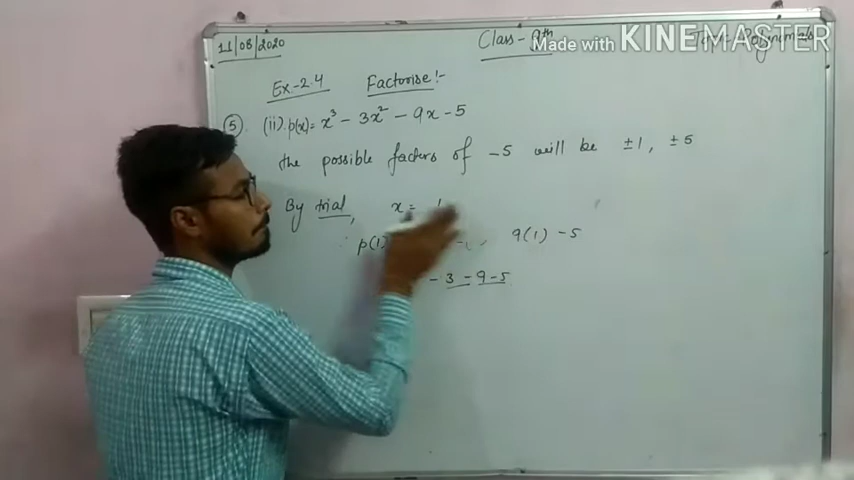 11/08/2020 Class-9th
Made with KINEMASTER
Ex-2.4 Factorise:-
5 (ii). p(x) = x³ - 3x² - 9x - 5
the possible factors of -5 will be ±1, ±5
By trial, x =
p(1) 9(1) - 5
- 3 - 9 - 5